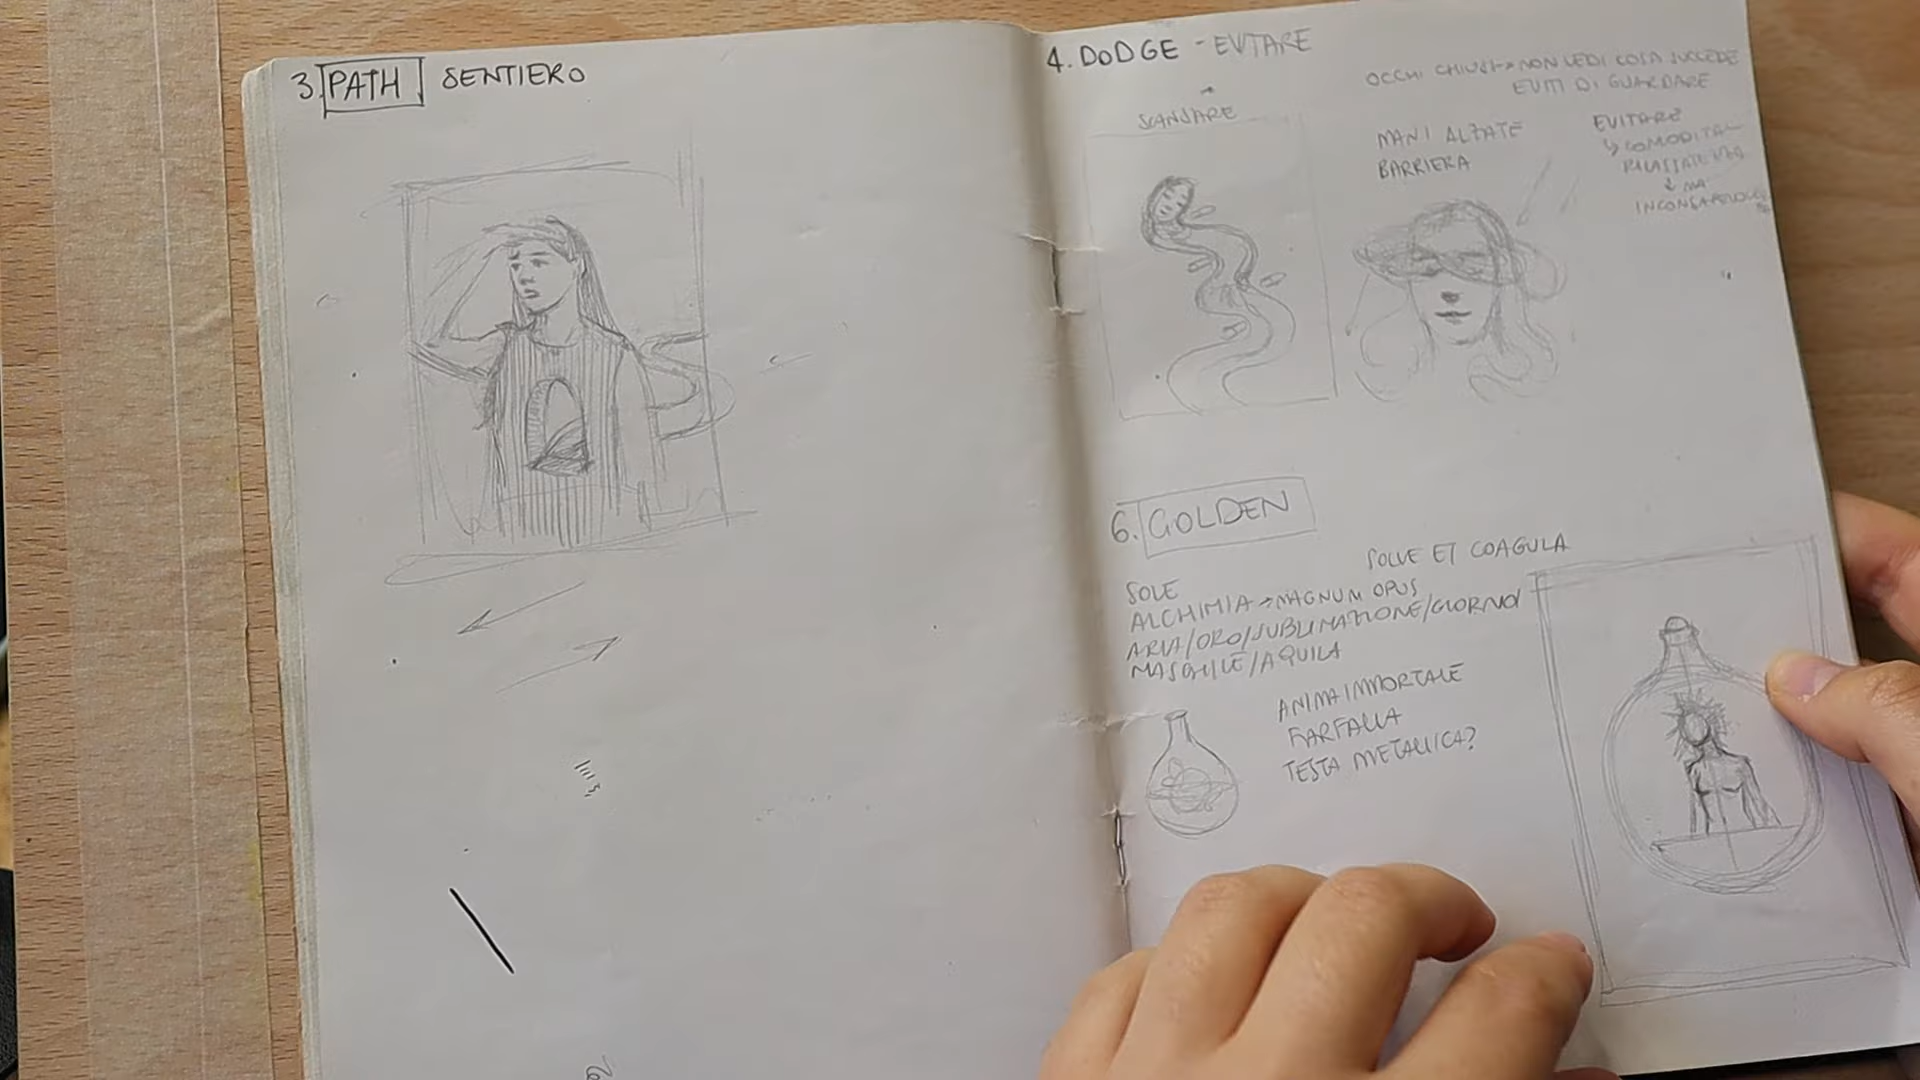 3. PATH SENTIERO
4. DODGE - EVITARE
SCANSARE
OCCHI CHIUSI → NON VEDI COSA SUCCEDE
EVITI DI GUARDARE
MANI ALZATE
BARRIERA
EVITARE
↳ COMODITÀ
↓ MA
6. GOLDEN
SOLVE ET COAGULA
SOLE
ALCHIMIA → MAGNUM OPUS
ARIA/ORO/SUBLIMAZIONE/GIORNO/
MASCHILE/AQUILA
ANIMA IMMORTALE
FARFALLA
TESTA METALLICA?